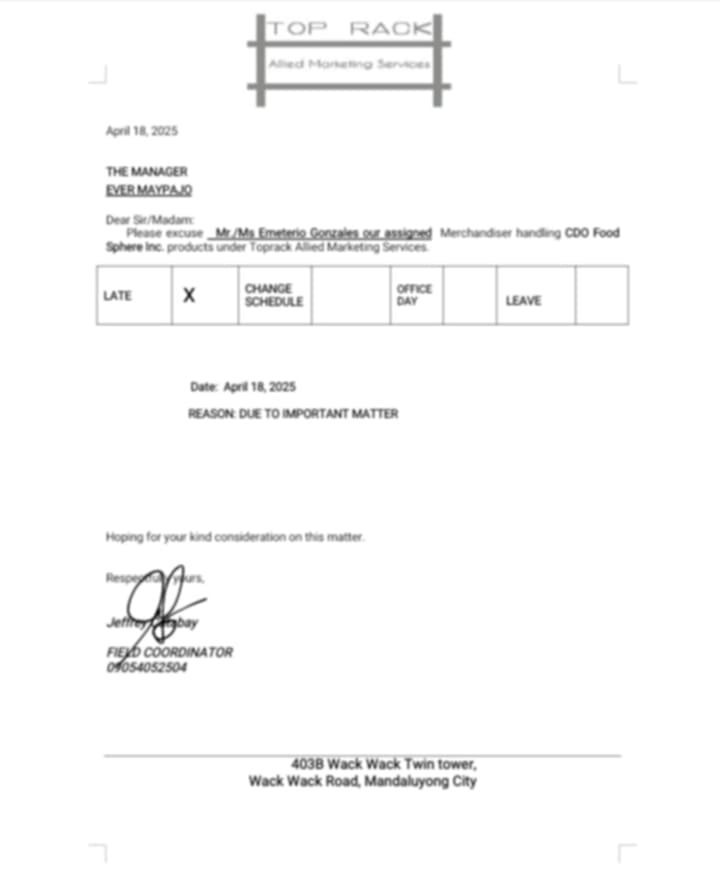 TOP RACK
Allied Marketing Services
April 18, 2025
THE MANAGER
EVER MAYPAJO
Dear Sir/Madam:
Please excuse Mr./Ms Emeterio Gonzales our assigned Merchandiser handling CDO Food
Sphere Inc. products under Toprack Allied Marketing Services.
LATE X CHANGE SCHEDULE OFFICE DAY LEAVE
Date: April 18, 2025
REASON: DUE TO IMPORTANT MATTER
Hoping for your kind consideration on this matter.
Respectfully yours,
Jeffrey
FIELD COORDINATOR
09054052504
403B Wack Wack Twin tower,
Wack Wack Road, Mandaluyong City